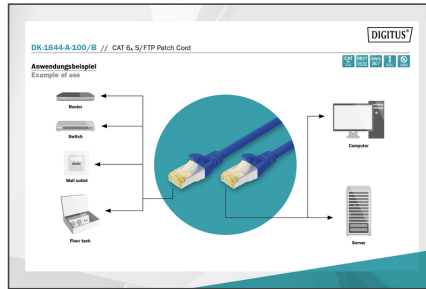 DIGITUS®
DK-1644-A-100/B // CAT 6A S/FTP Patch Cord
Anwendungsbeispiel
Example of use
Router
Switch
Wall outlet
Floor tank
Computer
Server